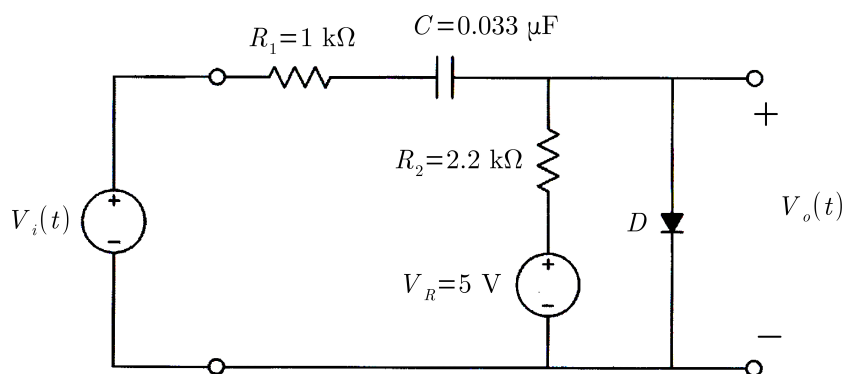 C=0.033 μF
R₁=1 kΩ
+
R₂=2.2 kΩ
+
−
Vᵢ(t)
D
Vₒ(t)
+
−
V_R=5 V
−